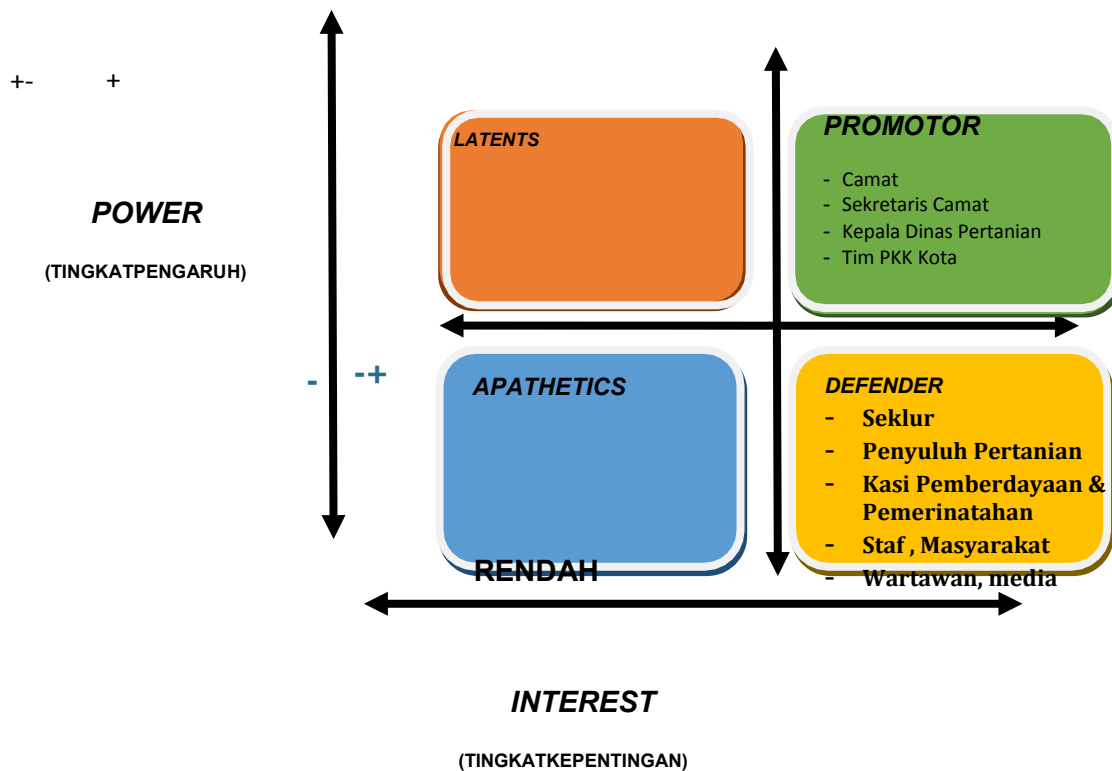 +-
+
POWER
(TINGKATPENGARUH)
-
-+
LATENTS
PROMOTOR
- Camat
- Sekretaris Camat
- Kepala Dinas Pertanian
- Tim PKK Kota
APATHETICS
RENDAH
DEFENDER
- Seklur
- Penyuluh Pertanian
- Kasi Pemberdayaan &
Pemerinatahan
- Staf , Masyarakat
- Wartawan, media
INTEREST
(TINGKATKEPENTINGAN)